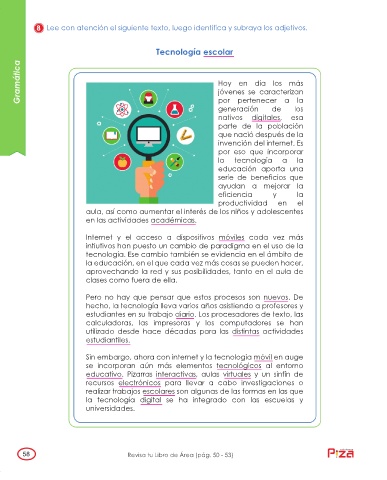 8 Lee con atención el siguiente texto, luego identifica y subraya los adjetivos.
Gramática
Tecnología escolar
Hoy en día los más
jóvenes se caracterizan
por pertenecer a la
generación de los
nativos digitales, esa
parte de la población
que nació después de la
invención del internet. Es
por eso que incorporar
la tecnología a la
educación aporta una
serie de beneficios que
ayudan a mejorar la
eficiencia y la
productividad en el
aula, así como aumentar el interés de los niños y adolescentes
en las actividades académicas.
Internet y el acceso a dispositivos móviles cada vez más
intiutivos han puesto un cambio de paradigma en el uso de la
tecnología. Ese cambio también se evidencia en el ámbito de
la educación, en el que cada vez más cosas se pueden hacer,
aprovechando la red y sus posibilidades, tanto en el aula de
clases como fuera de ella.
Pero no hay que pensar que estos procesos son nuevos. De
hecho, la tecnología lleva varios años asistiendo a profesores y
estudiantes en su trabajo diario. Los procesadores de texto, las
calculadoras, las impresoras y los computadores se han
utilizado desde hace décadas para las distintas actividades
estudiantiles.
Sin embargo, ahora con internet y la tecnología móvil en auge
se incorporan aún más elementos tecnológicos al entorno
educativo. Pizarras interactivas, aulas virtuales y un sinfín de
recursos electrónicos para llevar a cabo investigaciones o
realizar trabajos escolares son algunas de las formas en las que
la tecnología digital se ha integrado con las escuelas y
universidades.
58
Revisa tu Libro de Área (pág. 50 - 53)
Piza